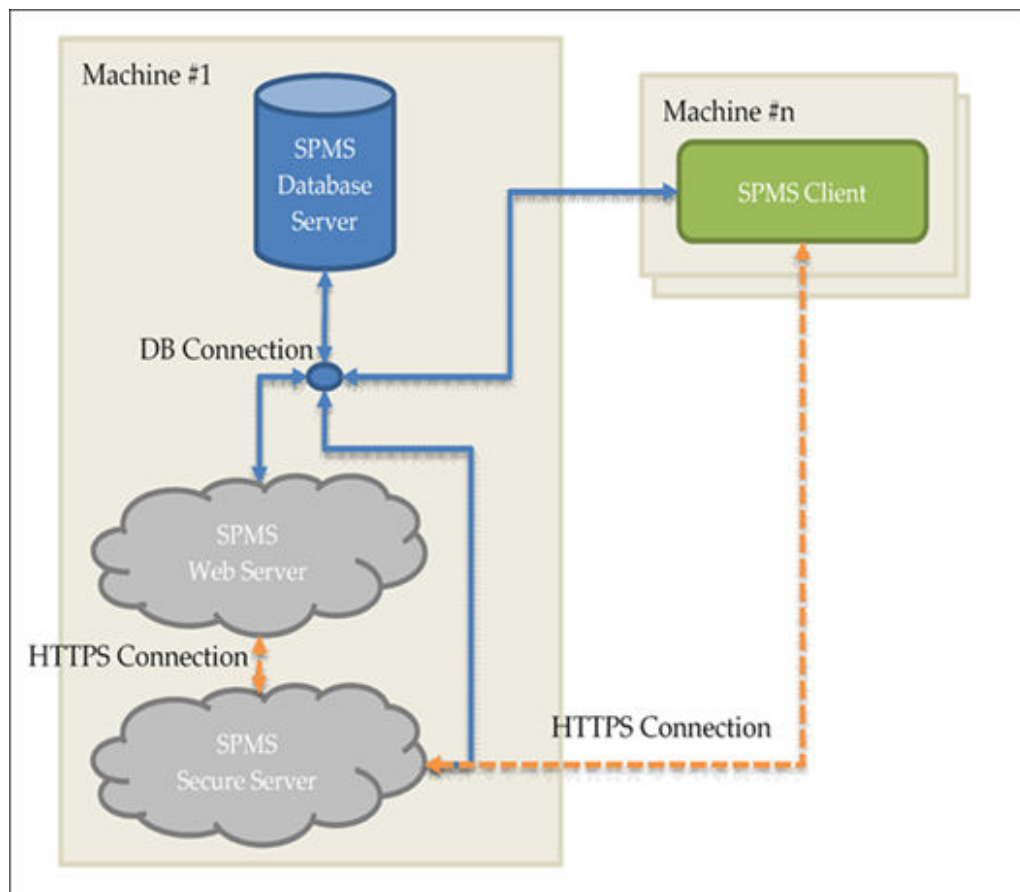 Machine #1
SPMS
Database
Server
Machine #n
SPMS Client
DB Connection
SPMS
Web Server
HTTPS Connection
SPMS
Secure Server
HTTPS Connection